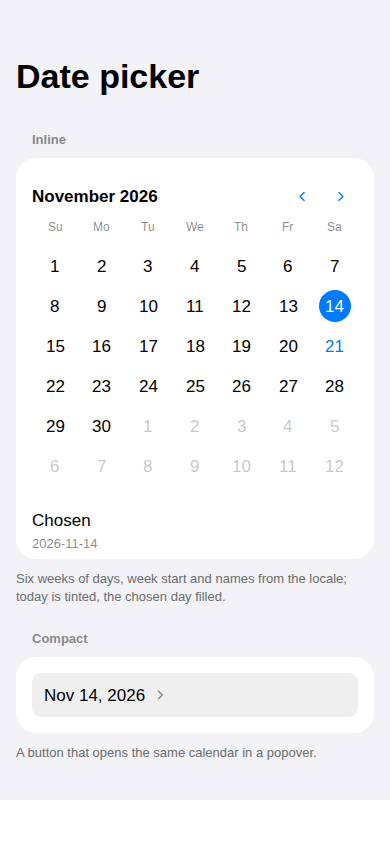 Date picker
Inline
November 2026
Su Mo Tu We Th Fr Sa
1 2 3 4 5 6 7
8 9 10 11 12 13 14
15 16 17 18 19 20 21
22 23 24 25 26 27 28
29 30 1 2 3 4 5
6 7 8 9 10 11 12
Chosen
2026-11-14
Six weeks of days, week start and names from the locale;
today is tinted, the chosen day filled.
Compact
Nov 14, 2026
A button that opens the same calendar in a popover.